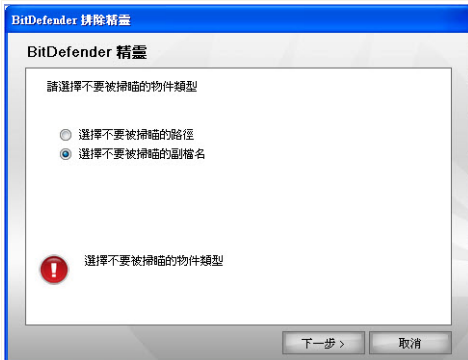 BitDefender 排除精靈
BitDefender 精靈
請選擇不要被掃瞄的物件類型
選擇不要被掃瞄的路徑
選擇不要被掃瞄的副檔名
選擇不要被掃瞄的物件類型
下一步 >
取消